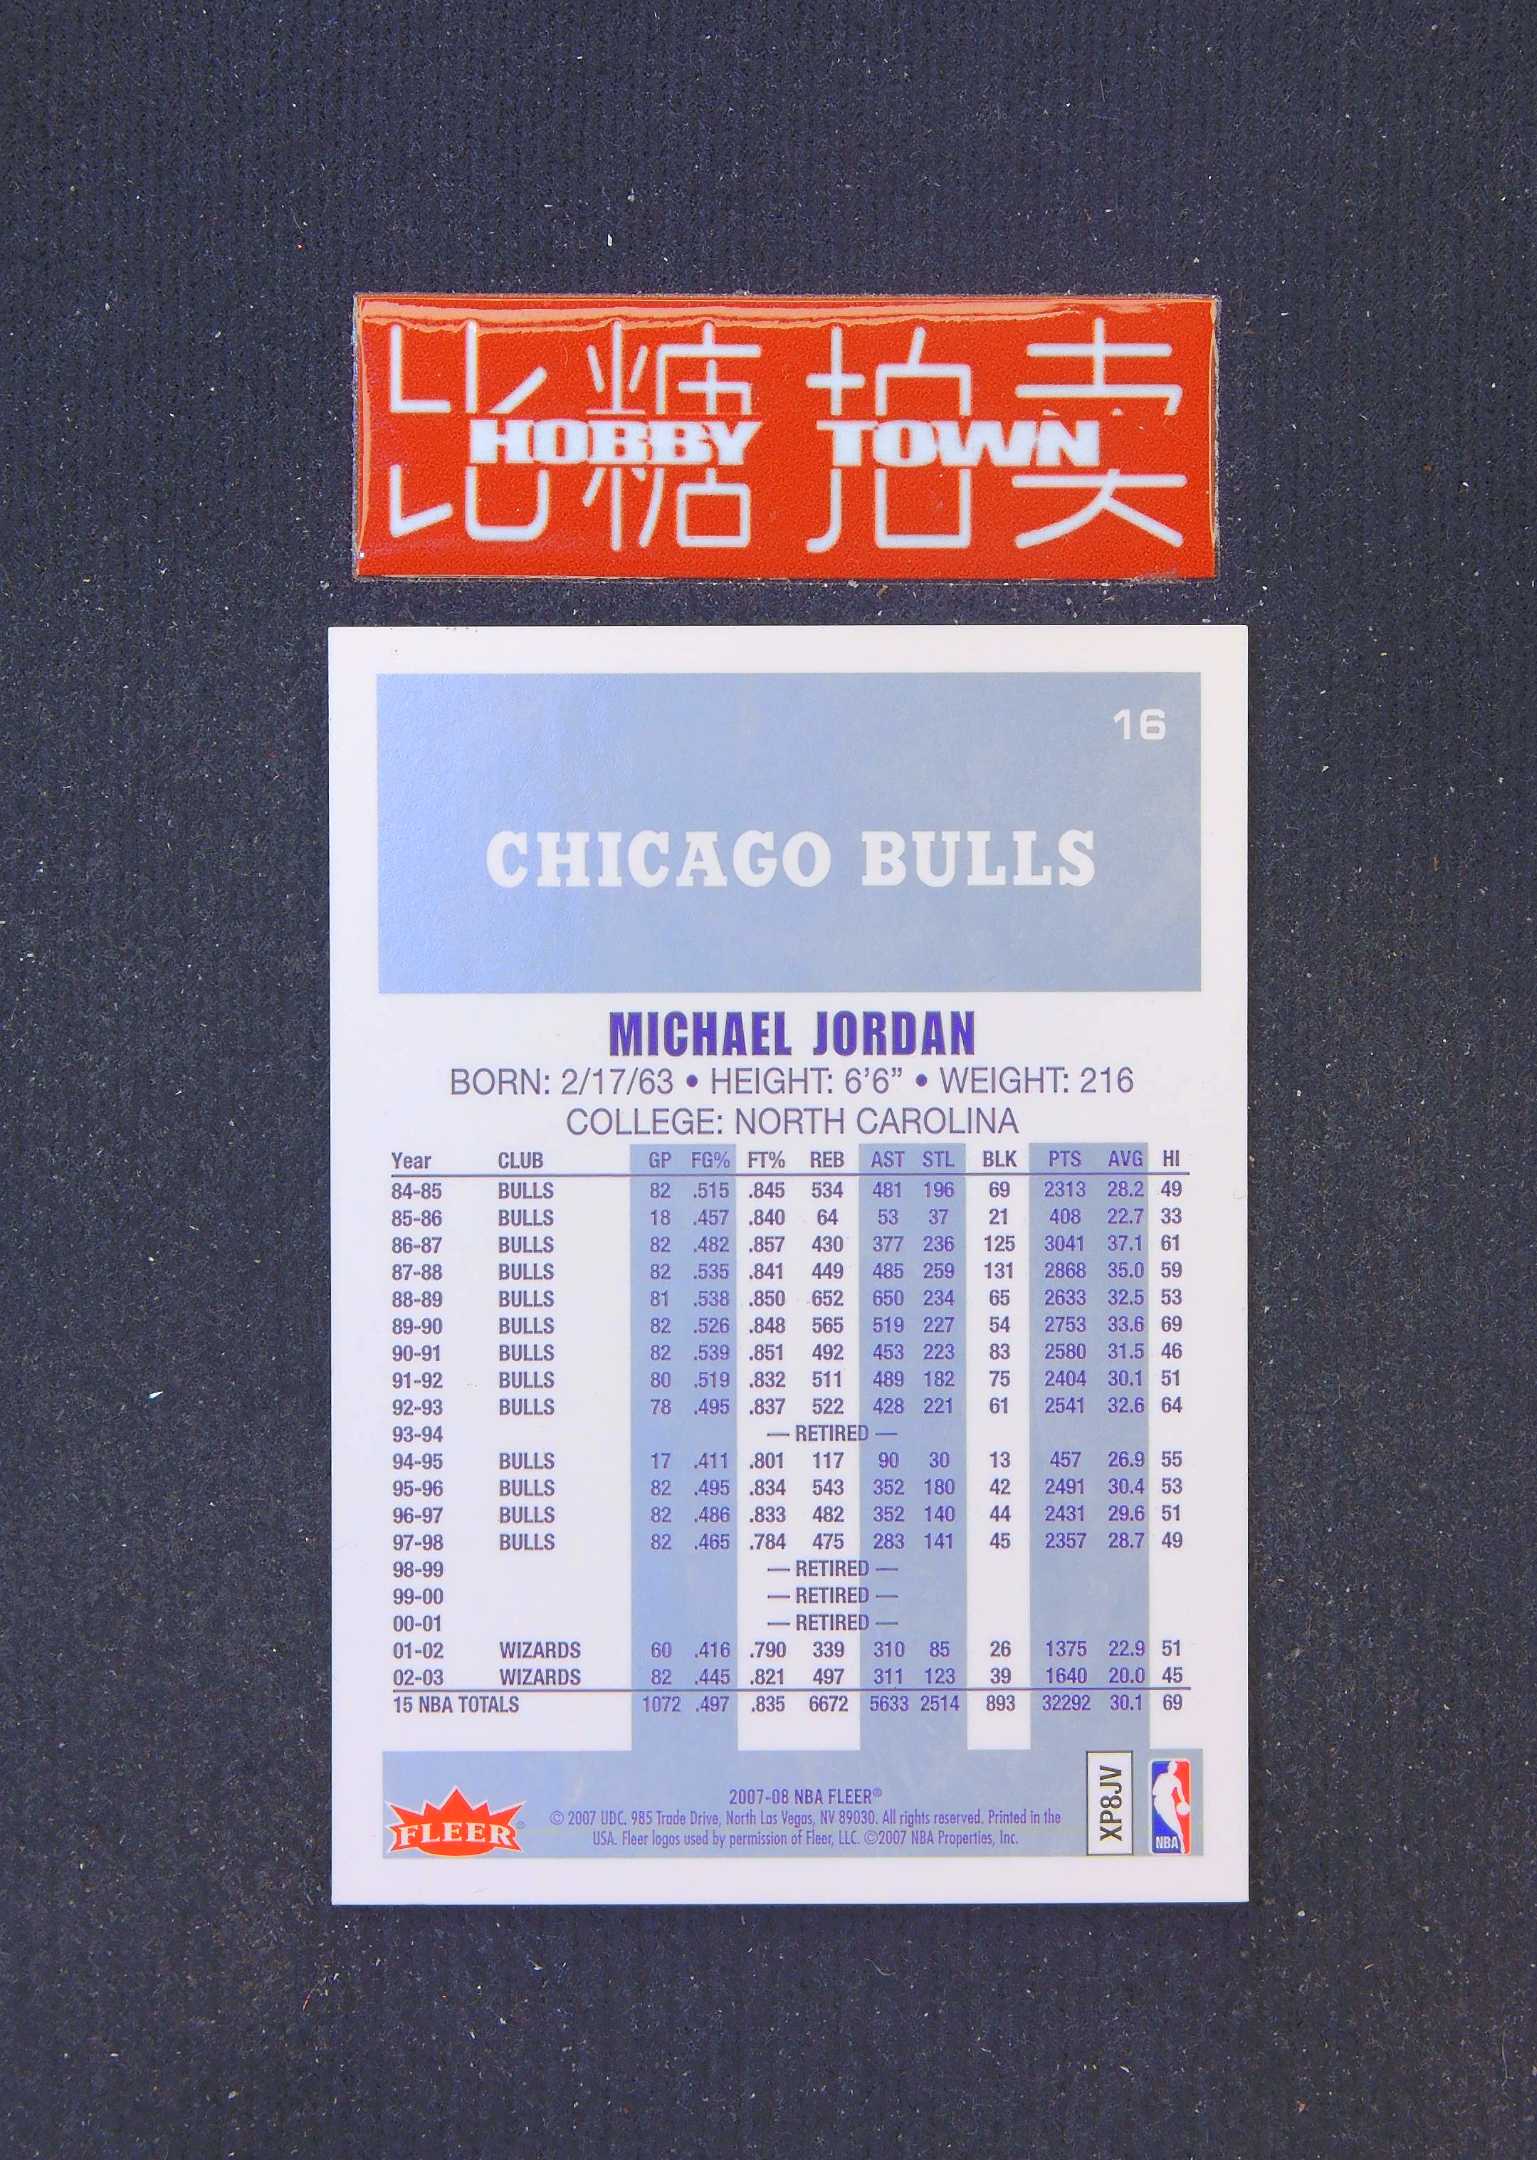 比糖拍卖
HOBBY TOWN
16
CHICAGO BULLS
MICHAEL JORDAN
BORN: 2/17/63 • HEIGHT: 6'6" • WEIGHT: 216
COLLEGE: NORTH CAROLINA
Year CLUB GP FG% FT% REB AST STL BLK PTS AVG HI
84-85 BULLS 82 .515 .845 534 481 196 69 2313 28.2 49
85-86 BULLS 18 .457 .840 64 53 37 21 408 22.7 33
86-87 BULLS 82 .482 .857 430 377 236 125 3041 37.1 61
87-88 BULLS 82 .535 .841 449 485 259 131 2868 35.0 59
88-89 BULLS 81 .538 .850 652 650 234 65 2633 32.5 53
89-90 BULLS 82 .526 .848 565 519 227 54 2753 33.6 69
90-91 BULLS 82 .539 .851 492 453 223 83 2580 31.5 46
91-92 BULLS 80 .519 .832 511 489 182 75 2404 30.1 51
92-93 BULLS 78 .495 .837 522 428 221 61 2541 32.6 64
93-94 — RETIRED —
94-95 BULLS 17 .411 .801 117 90 30 13 457 26.9 55
95-96 BULLS 82 .495 .834 543 352 180 42 2491 30.4 53
96-97 BULLS 82 .486 .833 482 352 140 44 2431 29.6 51
97-98 BULLS 82 .465 .784 475 283 141 45 2357 28.7 49
98-99 — RETIRED —
99-00 — RETIRED —
00-01 — RETIRED —
01-02 WIZARDS 60 .416 .790 339 310 85 26 1375 22.9 51
02-03 WIZARDS 82 .445 .821 497 311 123 39 1640 20.0 45
15 NBA TOTALS 1072 .497 .835 6672 5633 2514 893 32292 30.1 69
FLEER®
2007-08 NBA FLEER®
© 2007 UDC. 985 Trade Drive, North Las Vegas, NV 89030. All rights reserved. Printed in the
USA. Fleer logos used by permission of Fleer, LLC. ©2007 NBA Properties, Inc.
XP8JV
NBA